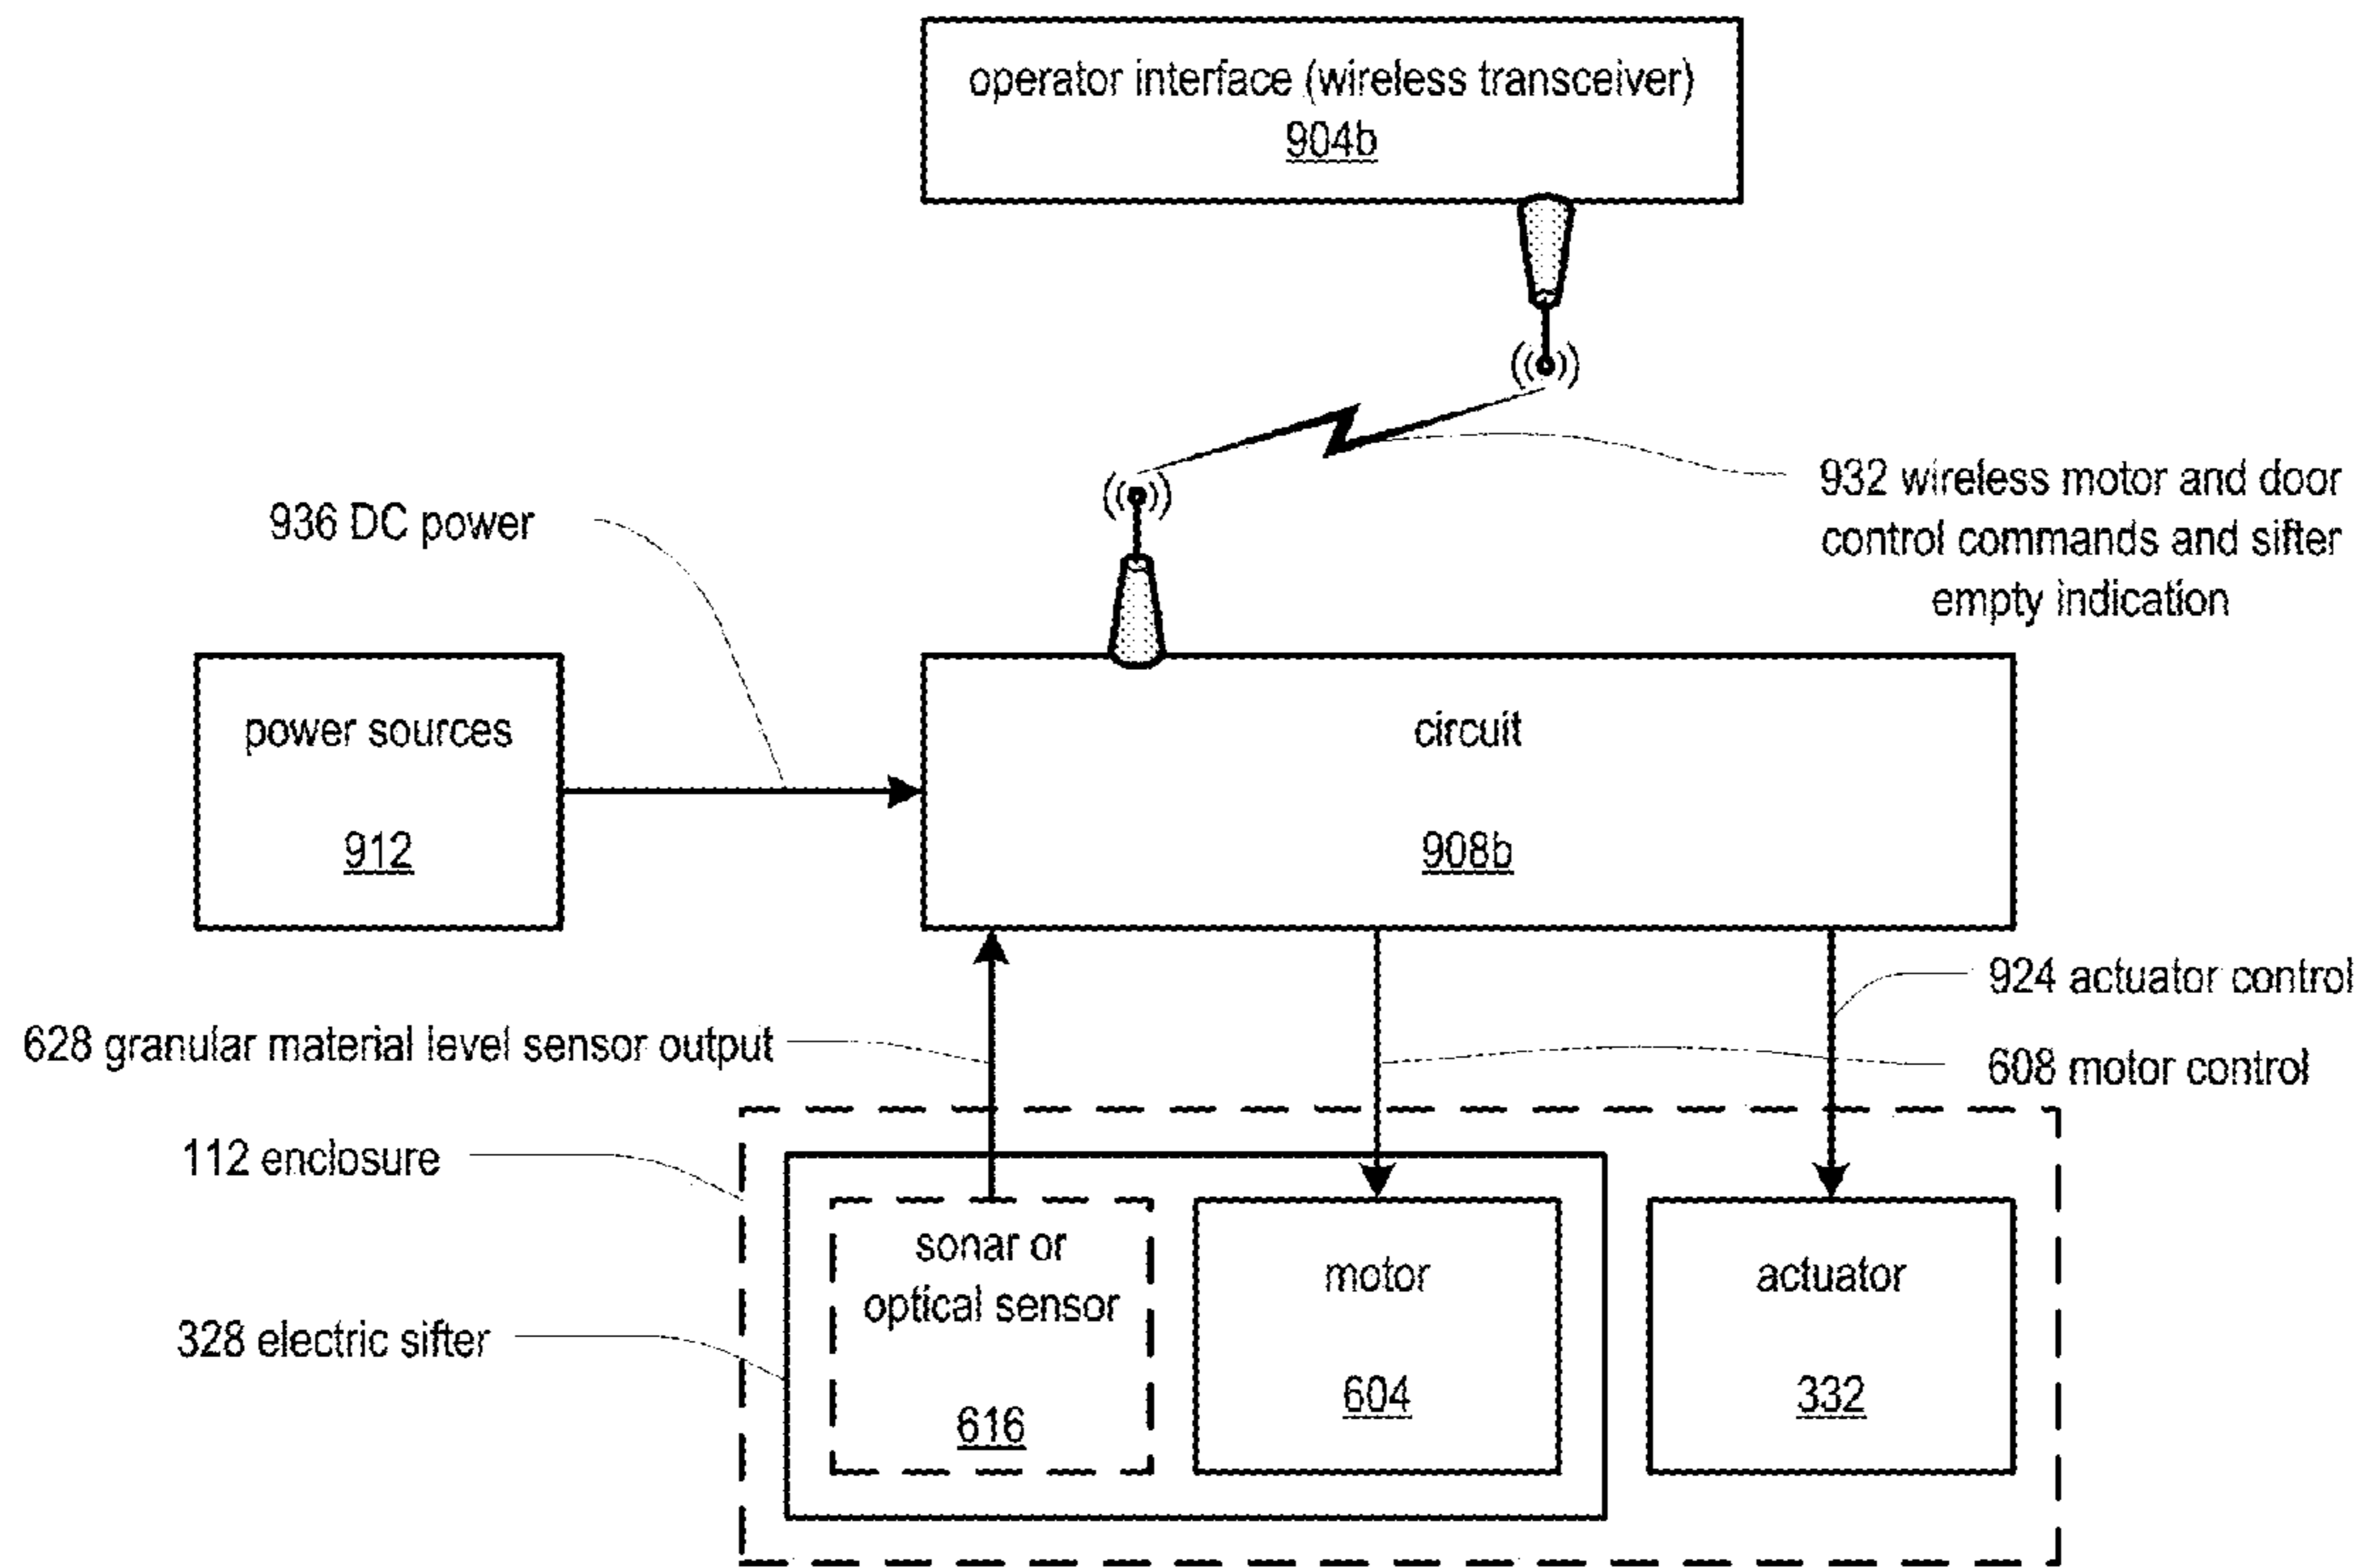 operator interface (wireless transceiver)
904b
932 wireless motor and door
control commands and sifter
empty indication
936 DC power
power sources
912
circuit
908b
924 actuator control
628 granular material level sensor output
608 motor control
112 enclosure
sonar or
optical sensor
616
motor
604
actuator
332
328 electric sifter